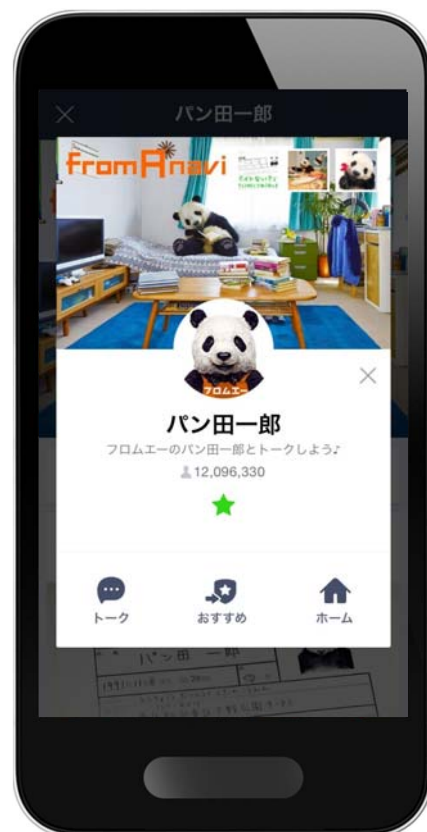 パン田一郎
fromAnavi
フロムエー
パン田一郎
フロムエーのパン田一郎とトークしよう♪
12,096,330
トーク
おすすめ
ホーム
パン田 一郎